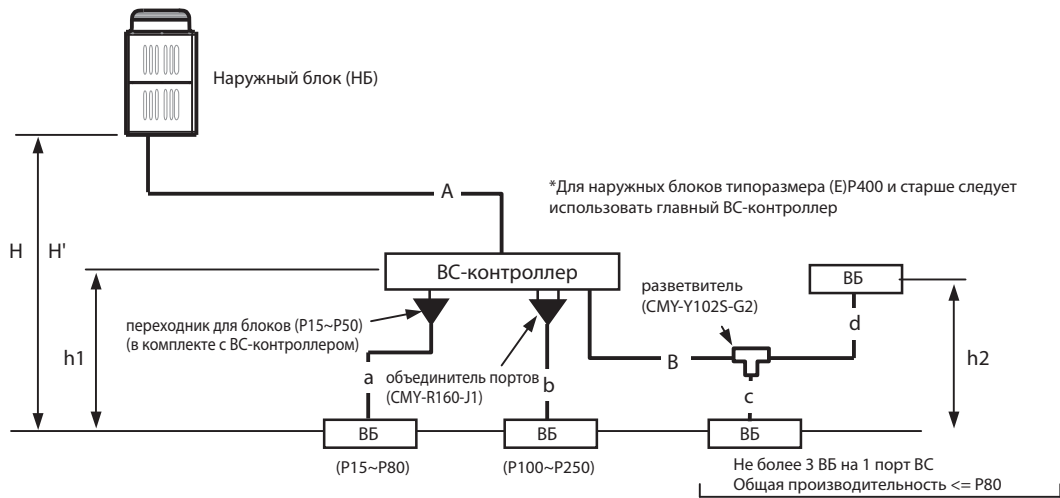 Наружный блок (НБ)
A
*Для наружных блоков типоразмера (E)P400 и старше следует
использовать главный BC-контроллер
H
H'
BC-контроллер
ВБ
разветвитель
(CMY-Y102S-G2)
переходник для блоков (P15~P50)
(в комплекте с BC-контроллером)
d
h1
B
h2
a
объединитель портов
(CMY-R160-J1)
b
c
ВБ
ВБ
ВБ
(P15~P80)
(P100~P250)
Не более 3 ВБ на 1 порт BC
Общая производительность <= P80